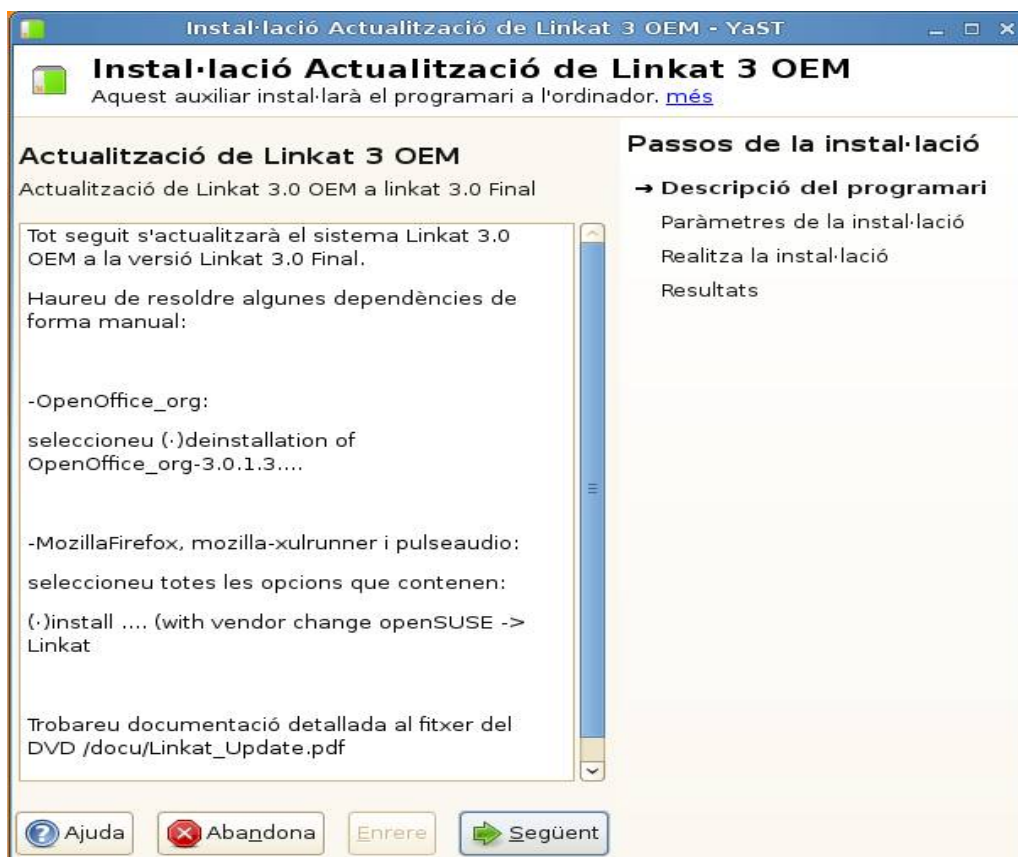 Instal·lació Actualització de Linkat 3 OEM - YaST
Instal·lació Actualització de Linkat 3 OEM
Aquest auxiliar instal·larà el programari a l'ordinador. més
Actualització de Linkat 3 OEM
Actualització de Linkat 3.0 OEM a linkat 3.0 Final
Tot seguit s'actualitzarà el sistema Linkat 3.0
OEM a la versió Linkat 3.0 Final.
Haureu de resoldre algunes dependències de
forma manual:
-OpenOffice_org:
seleccioneu (·)deinstallation of
OpenOffice_org-3.0.1.3....
-MozillaFirefox, mozilla-xulrunner i pulseaudio:
seleccioneu totes les opcions que contenen:
(·)install .... (with vendor change openSUSE ->
Linkat
Trobareu documentació detallada al fitxer del
DVD /docu/Linkat_Update.pdf
Passos de la instal·lació
→ Descripció del programari
Paràmetres de la instal·lació
Realitza la instal·lació
Resultats
Ajuda
Abandona
Enrere
Següent